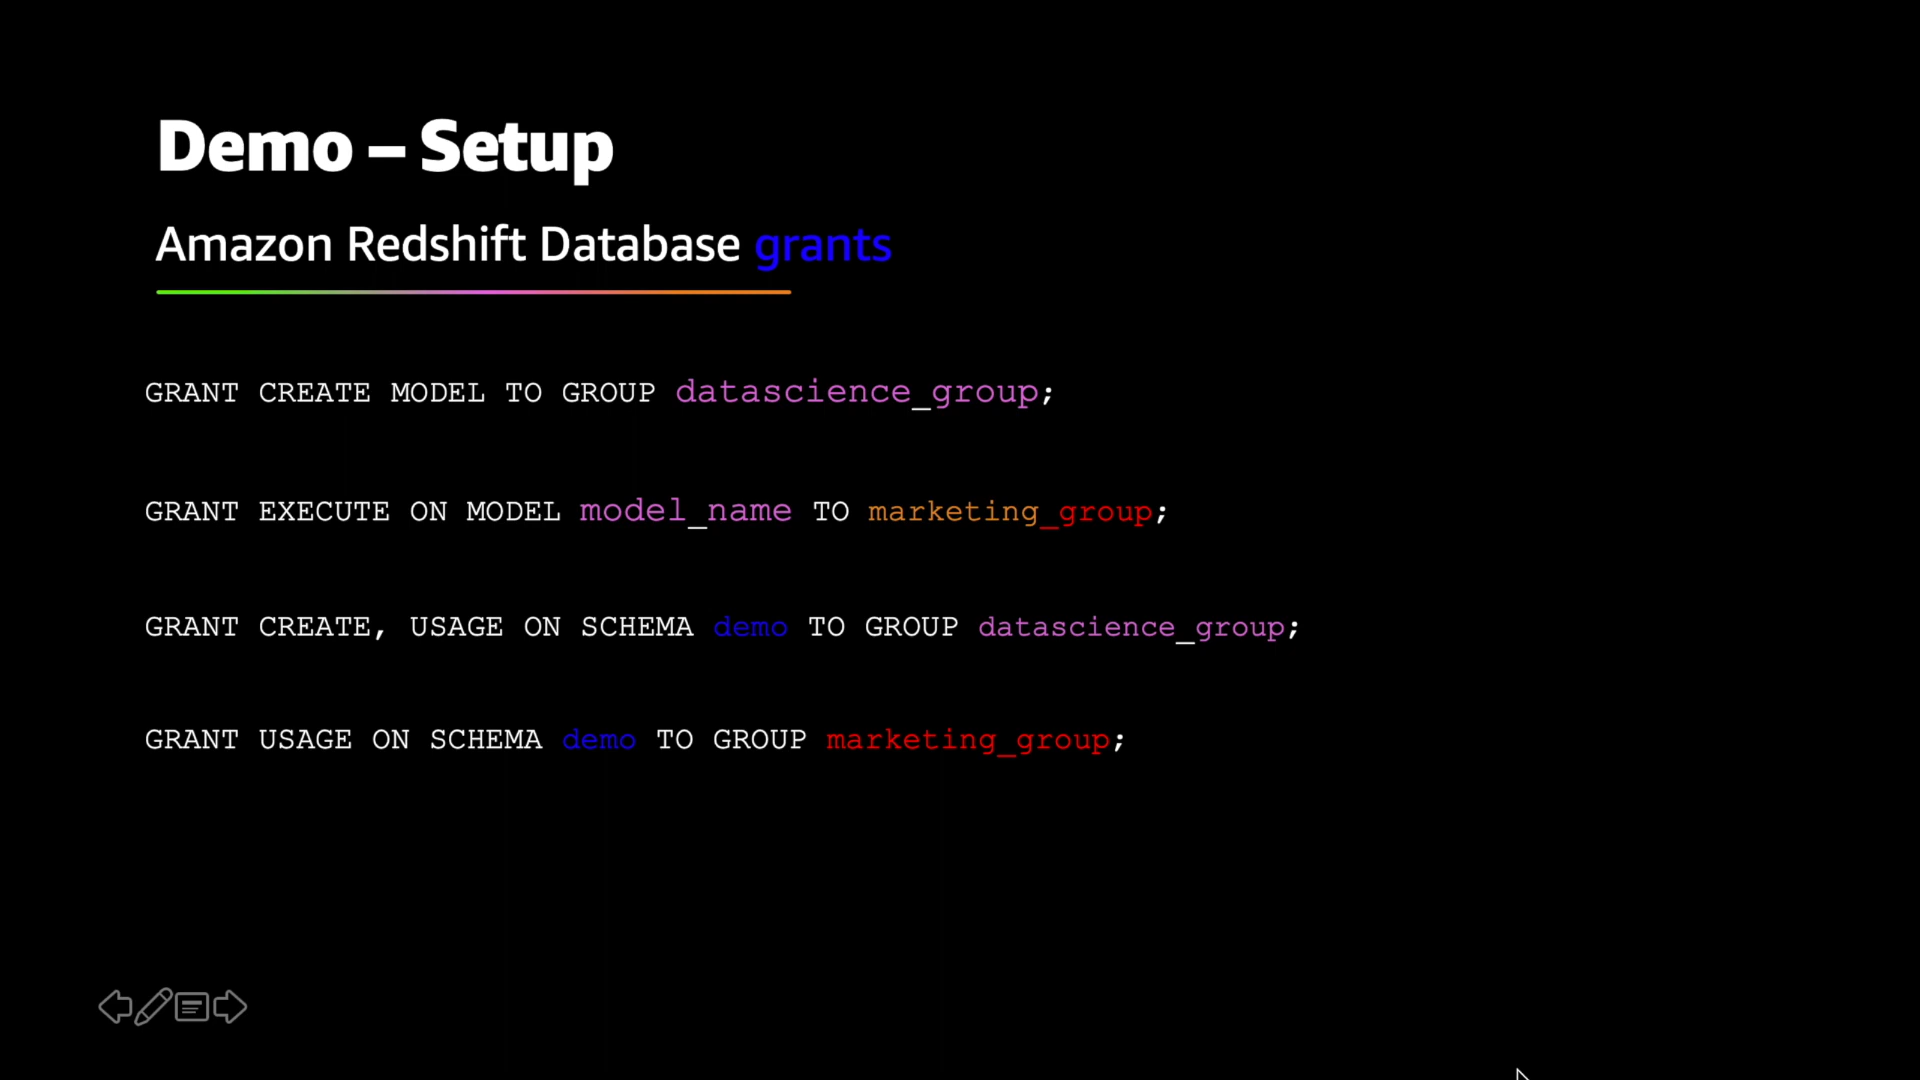 Demo – Setup
Amazon Redshift Database grants
GRANT CREATE MODEL TO GROUP datascience_group;
GRANT EXECUTE ON MODEL model_name TO marketing_group;
GRANT CREATE, USAGE ON SCHEMA demo TO GROUP datascience_group;
GRANT USAGE ON SCHEMA demo TO GROUP marketing_group;